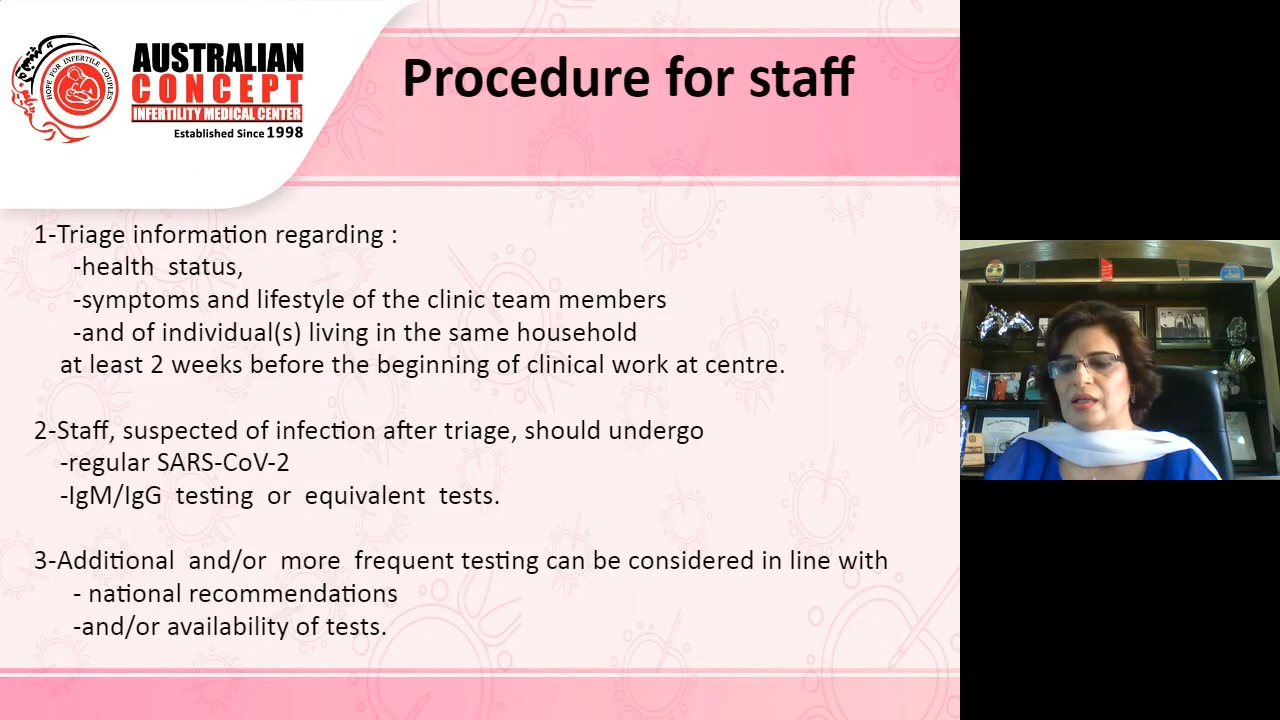 HOPE FOR INFERTILE COUPLES
AUSTRALIAN
CONCEPT
INFERTILITY MEDICAL CENTER
Established Since 1998
Procedure for staff
1-Triage information regarding :
-health status,
-symptoms and lifestyle of the clinic team members
-and of individual(s) living in the same household
at least 2 weeks before the beginning of clinical work at centre.
2-Staff, suspected of infection after triage, should undergo
-regular SARS-CoV-2
-IgM/IgG testing or equivalent tests.
3-Additional and/or more frequent testing can be considered in line with
- national recommendations
-and/or availability of tests.